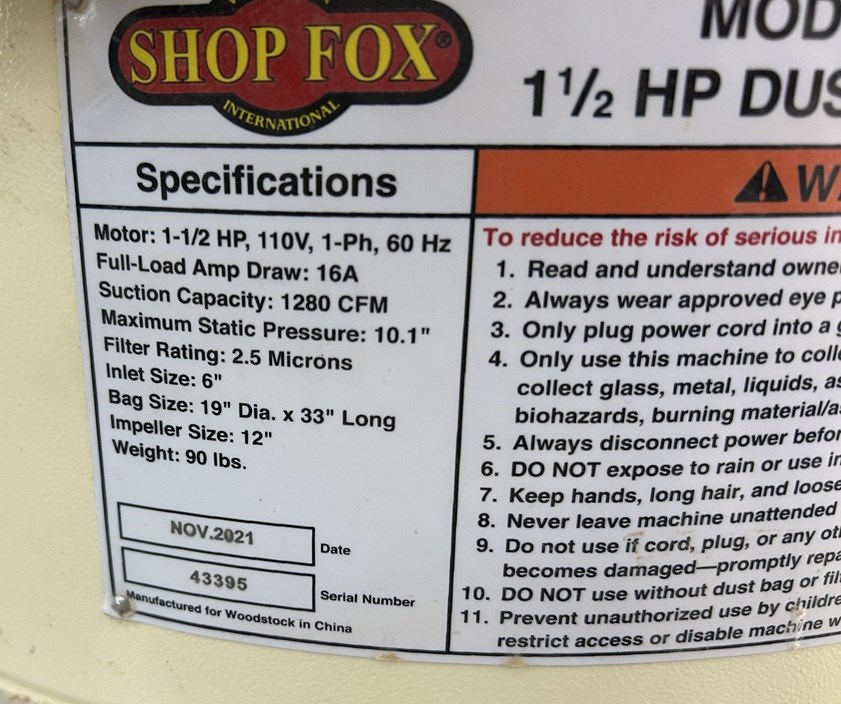 SHOP FOX®
INTERNATIONAL
MOD
1½ HP DUS
Specifications
Motor: 1-1/2 HP, 110V, 1-Ph, 60 Hz
Full-Load Amp Draw: 16A
Suction Capacity: 1280 CFM
Maximum Static Pressure: 10.1"
Filter Rating: 2.5 Microns
Inlet Size: 6"
Bag Size: 19" Dia. x 33" Long
Impeller Size: 12"
Weight: 90 lbs.
NOV.2021
Date
43395
Serial Number
Manufactured for Woodstock in China
WA
To reduce the risk of serious in
1. Read and understand owne
2. Always wear approved eye p
3. Only plug power cord into a g
4. Only use this machine to colle
collect glass, metal, liquids, as
biohazards, burning material/as
5. Always disconnect power befor
6. DO NOT expose to rain or use in
7. Keep hands, long hair, and loose
8. Never leave machine unattended
9. Do not use if cord, plug, or any oth
becomes damaged—promptly repa
10. DO NOT use without dust bag or filt
11. Prevent unauthorized use by childre
restrict access or disable machine w